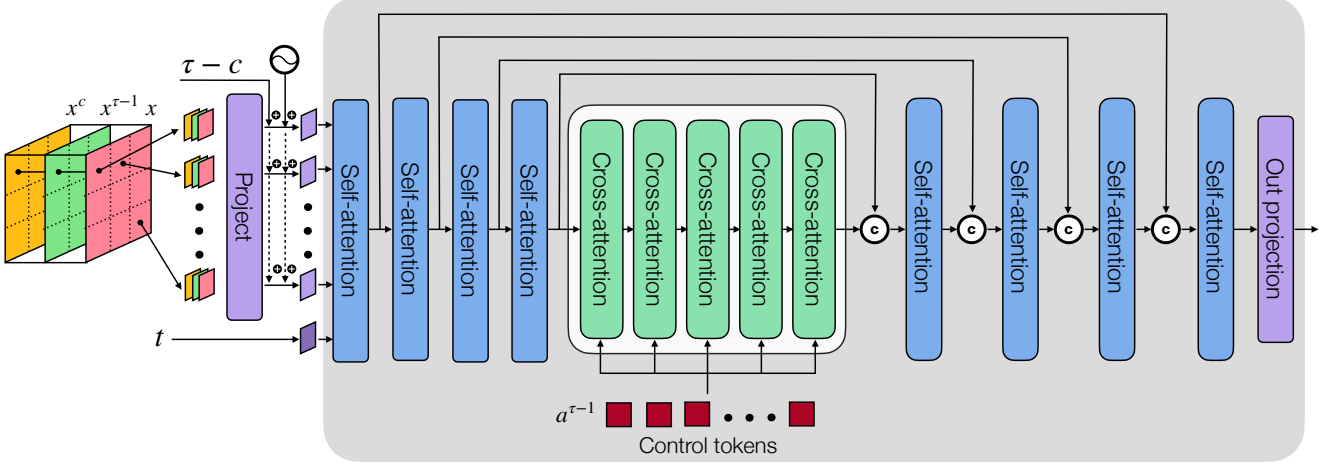 τ − c
x^c x^{τ−1} x
Project
t
Self-attention
Self-attention
Self-attention
Self-attention
Cross-attention
Cross-attention
Cross-attention
Cross-attention
Cross-attention
c
Self-attention
c
Self-attention
c
Self-attention
c
Self-attention
Out projection
a^{τ−1}
Control tokens